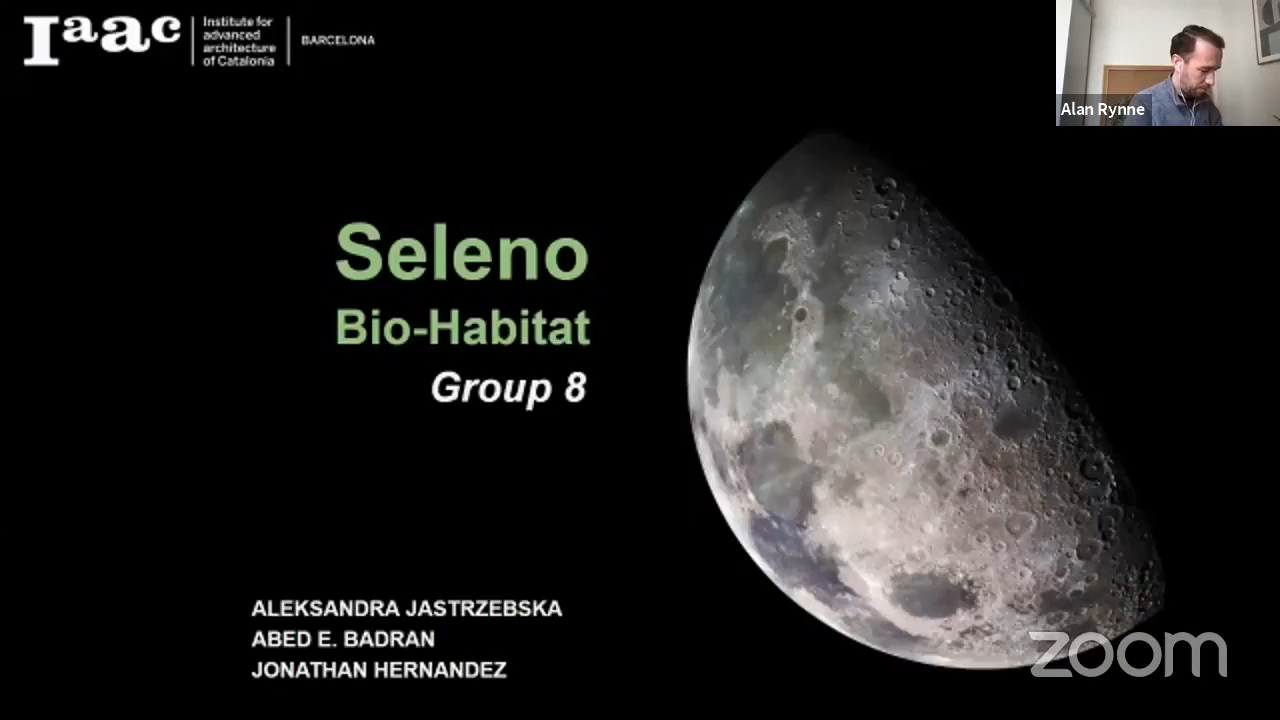 Iaac
Institute for
advanced
architecture
of Catalonia
BARCELONA
Alan Rynne
Seleno
Bio-Habitat
Group 8
ALEKSANDRA JASTRZEBSKA
ABED E. BADRAN
JONATHAN HERNANDEZ
zoom